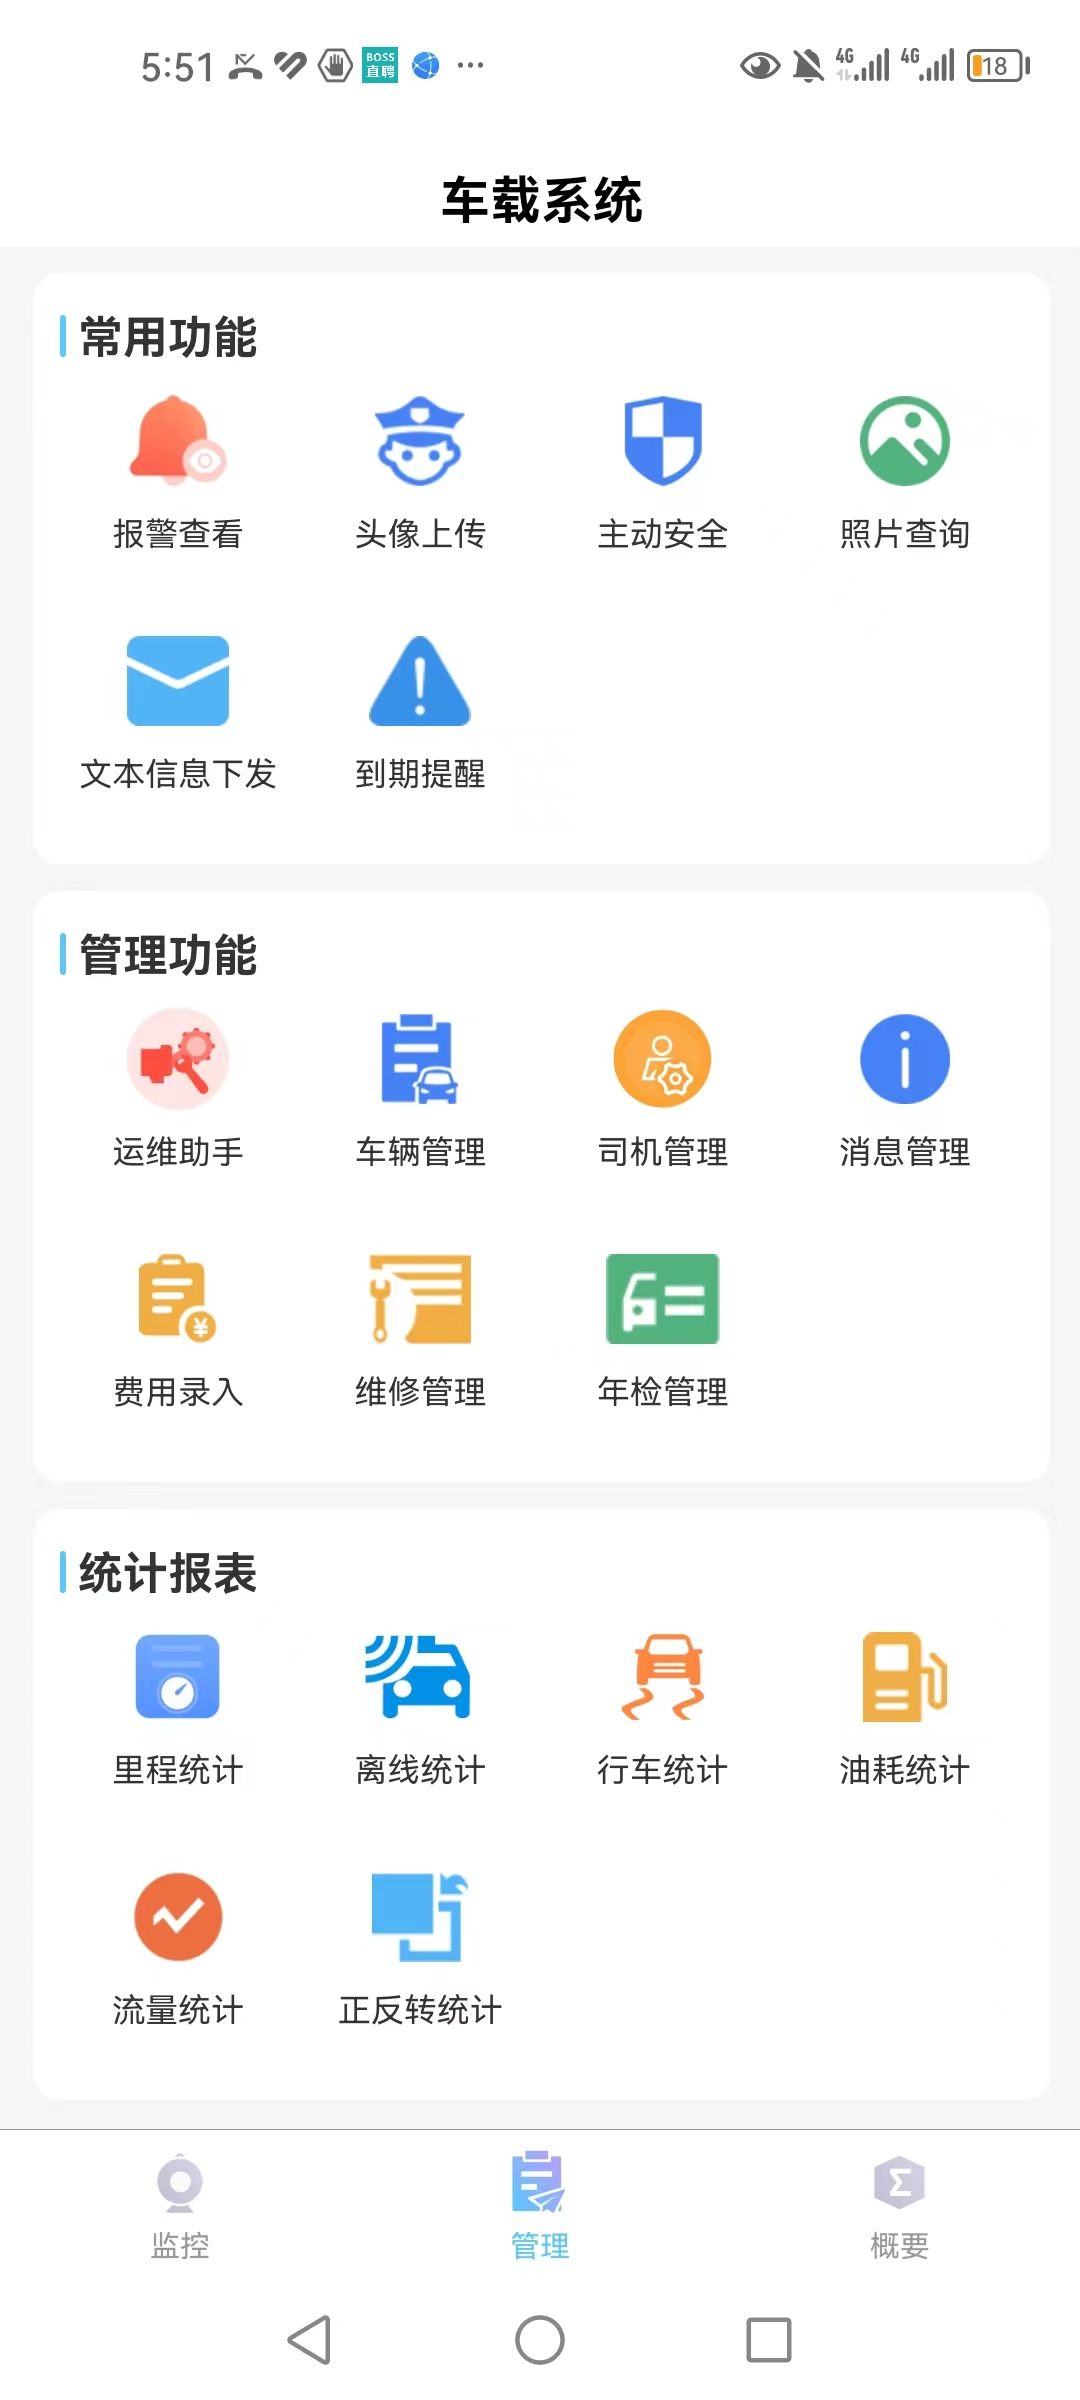 5:51 BOSS直聘 ··· 4G 4G 18
车载系统
常用功能
报警查看 头像上传 主动安全 照片查询
文本信息下发 到期提醒
管理功能
运维助手 车辆管理 司机管理 消息管理
费用录入 维修管理 年检管理
统计报表
里程统计 离线统计 行车统计 油耗统计
流量统计 正反转统计
监控 管理 概要